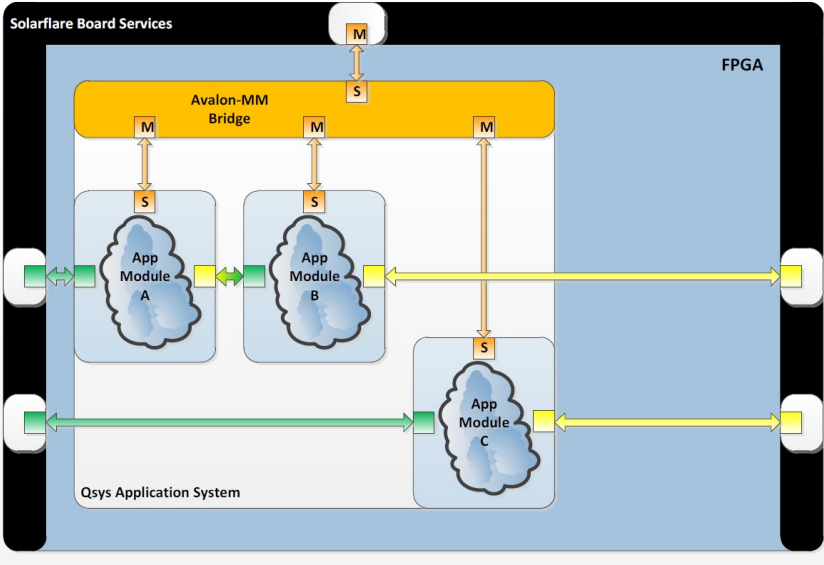 Solarflare Board Services
M
FPGA
S
Avalon-MM
Bridge
M
M
M
S
S
App
Module
A
App
Module
B
S
App
Module
C
Qsys Application System